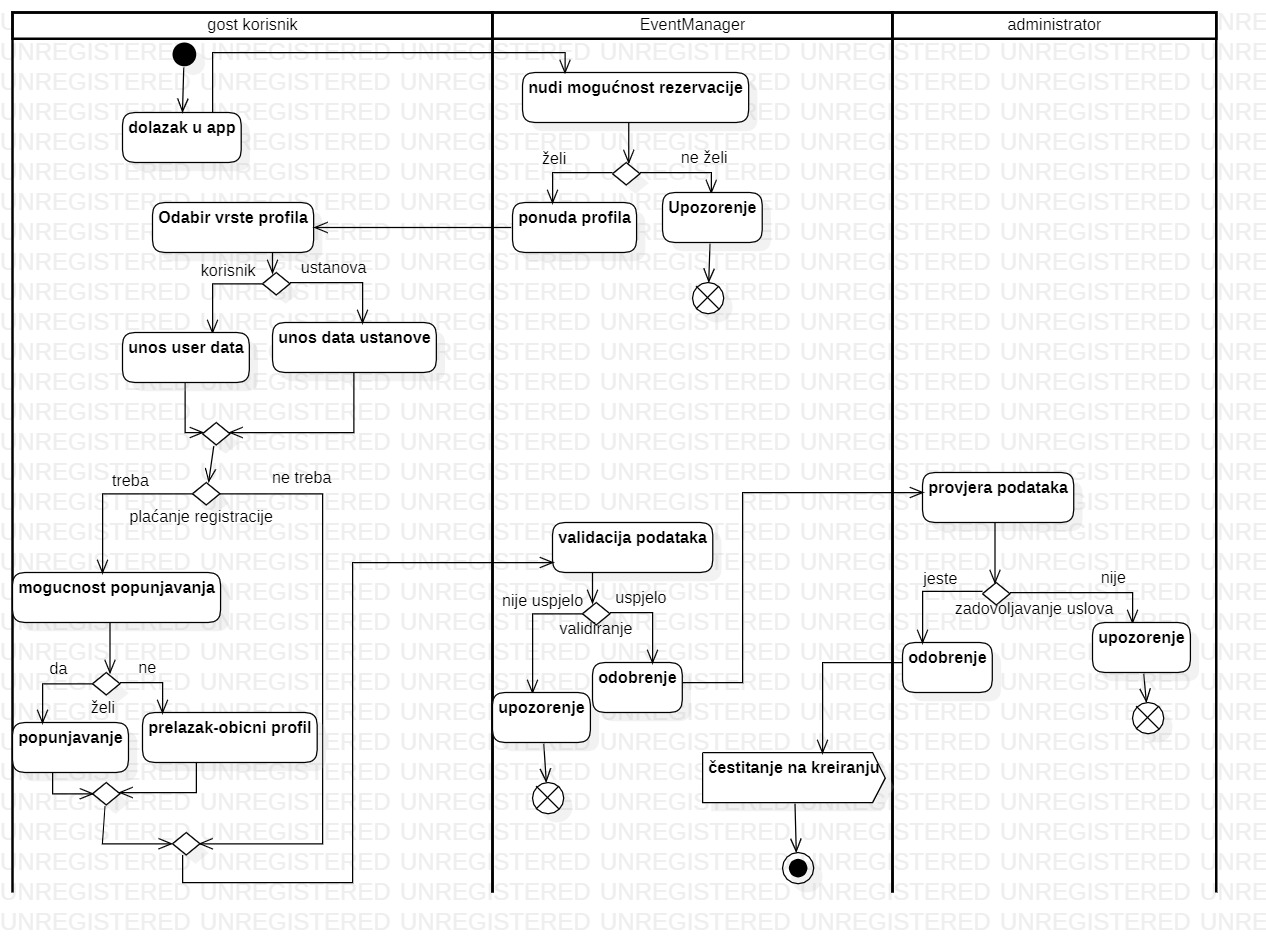 gost korisnik
EventManager
administrator
dolazak u app
nudi mogućnost rezervacije
želi
ne želi
Odabir vrste profila
ponuda profila
Upozorenje
korisnik
ustanova
unos user data
unos data ustanove
treba
ne treba
plaćanje registracije
provjera podataka
validacija podataka
mogucnost popunjavanja
jeste
nije
zadovoljavanje uslova
nije uspjelo
uspjelo
validiranje
upozorenje
odobrenje
da
ne
želi
odobrenje
upozorenje
popunjavanje
prelazak-obicni profil
čestitanje na kreiranju
UNREGISTERED